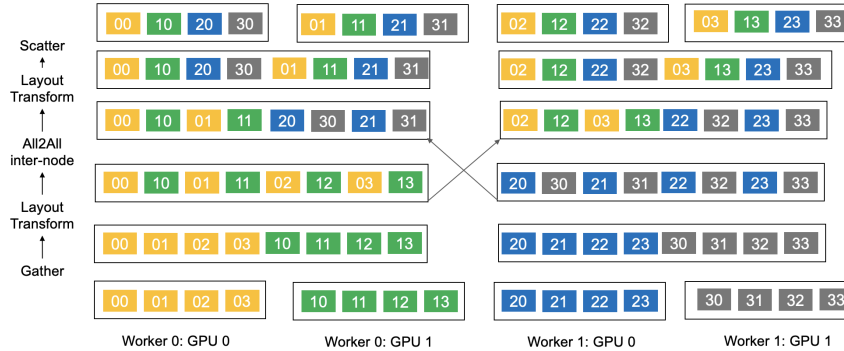 00 10 20 30 01 11 21 31 02 12 22 32 03 13 23 33
Scatter
Layout
Transform
00 10 20 30 01 11 21 31 02 12 22 32 03 13 23 33
00 10 01 11 20 30 21 31 02 12 03 13 22 32 23 33
All2All
inter-node
00 10 01 11 02 12 03 13 20 30 21 31 22 32 23 33
Layout
Transform
00 01 02 03 10 11 12 13 20 21 22 23 30 31 32 33
Gather
00 01 02 03 10 11 12 13 20 21 22 23 30 31 32 33
Worker 0: GPU 0 Worker 0: GPU 1 Worker 1: GPU 0 Worker 1: GPU 1